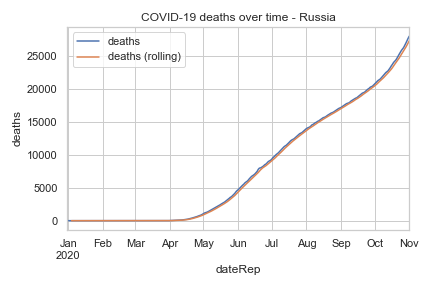 COVID-19 deaths over time - Russia
deaths
deaths (rolling)
25000
20000
15000
10000
5000
0
deaths
Jan Feb Mar Apr May Jun Jul Aug Sep Oct Nov
2020
dateRep